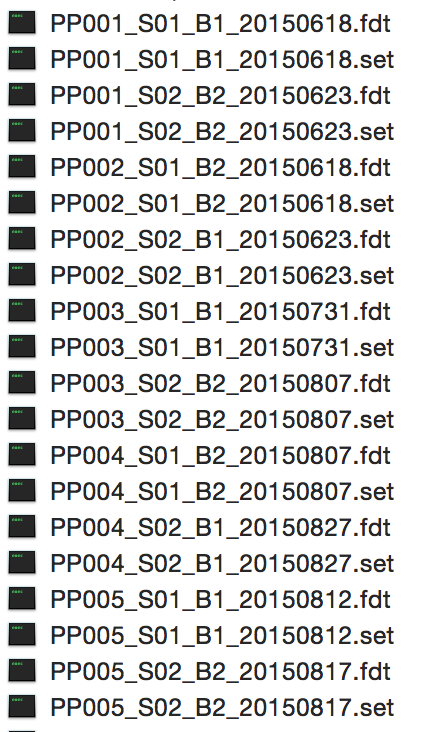 PP001_S01_B1_20150618.fdt
PP001_S01_B1_20150618.set
PP001_S02_B2_20150623.fdt
PP001_S02_B2_20150623.set
PP002_S01_B2_20150618.fdt
PP002_S01_B2_20150618.set
PP002_S02_B1_20150623.fdt
PP002_S02_B1_20150623.set
PP003_S01_B1_20150731.fdt
PP003_S01_B1_20150731.set
PP003_S02_B2_20150807.fdt
PP003_S02_B2_20150807.set
PP004_S01_B2_20150807.fdt
PP004_S01_B2_20150807.set
PP004_S02_B1_20150827.fdt
PP004_S02_B1_20150827.set
PP005_S01_B1_20150812.fdt
PP005_S01_B1_20150812.set
PP005_S02_B2_20150817.fdt
PP005_S02_B2_20150817.set